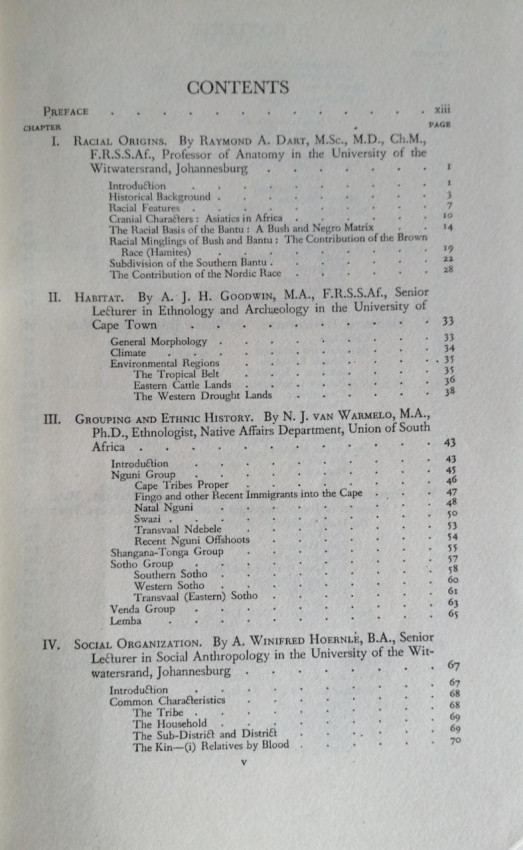 CONTENTS
PREFACE . . . . . . . . . . . . . xiii
CHAPTER PAGE
I. RACIAL ORIGINS. By RAYMOND A. DART, M.Sc., M.D., Ch.M.,
F.R.S.S.Af., Professor of Anatomy in the University of the
Witwatersrand, Johannesburg . . . . . . 1
Introduction . . . . . . . . . 1
Historical Background . . . . . . . . 3
Racial Features . . . . . . . . . 7
Cranial Characters : Asiatics in Africa . . . . . 10
The Racial Basis of the Bantu : A Bush and Negro Matrix . . 14
Racial Minglings of Bush and Bantu : The Contribution of the Brown
Race (Hamites) . . . . . . . . 19
Subdivision of the Southern Bantu . . . . . . 22
The Contribution of the Nordic Race . . . . . 28
II. HABITAT. By A. J. H. GOODWIN, M.A., F.R.S.S.Af., Senior
Lecturer in Ethnology and Archæology in the University of
Cape Town . . . . . . . . . 33
General Morphology . . . . . . . . 33
Climate . . . . . . . . . . 34
Environmental Regions . . . . . . . . 35
The Tropical Belt . . . . . . . . 35
Eastern Cattle Lands . . . . . . . 36
The Western Drought Lands . . . . . . 38
III. GROUPING AND ETHNIC HISTORY. By N. J. VAN WARMELO, M.A.,
Ph.D., Ethnologist, Native Affairs Department, Union of South
Africa . . . . . . . . . . 43
Introduction . . . . . . . . . 43
Nguni Group . . . . . . . . . 45
Cape Tribes Proper . . . . . . . 46
Fingo and other Recent Immigrants into the Cape . . . 47
Natal Nguni . . . . . . . . 48
Swazi . . . . . . . . . 50
Transvaal Ndebele . . . . . . . 53
Recent Nguni Offshoots . . . . . . 54
Shangana-Tonga Group . . . . . . . 55
Sotho Group . . . . . . . . . 57
Southern Sotho . . . . . . . . 58
Western Sotho . . . . . . . . 60
Transvaal (Eastern) Sotho . . . . . . 61
Venda Group . . . . . . . . . 63
Lemba . . . . . . . . . . 65
IV. SOCIAL ORGANIZATION. By A. WINIFRED HOERNLÉ, B.A., Senior
Lecturer in Social Anthropology in the University of the Wit-
watersrand, Johannesburg . . . . . . . 67
Introduction . . . . . . . . . 67
Common Characteristics . . . . . . . 68
The Tribe . . . . . . . . . 68
The Household . . . . . . . . 69
The Sub-District and District . . . . . . 69
The Kin—(i) Relatives by Blood . . . . . 70
v